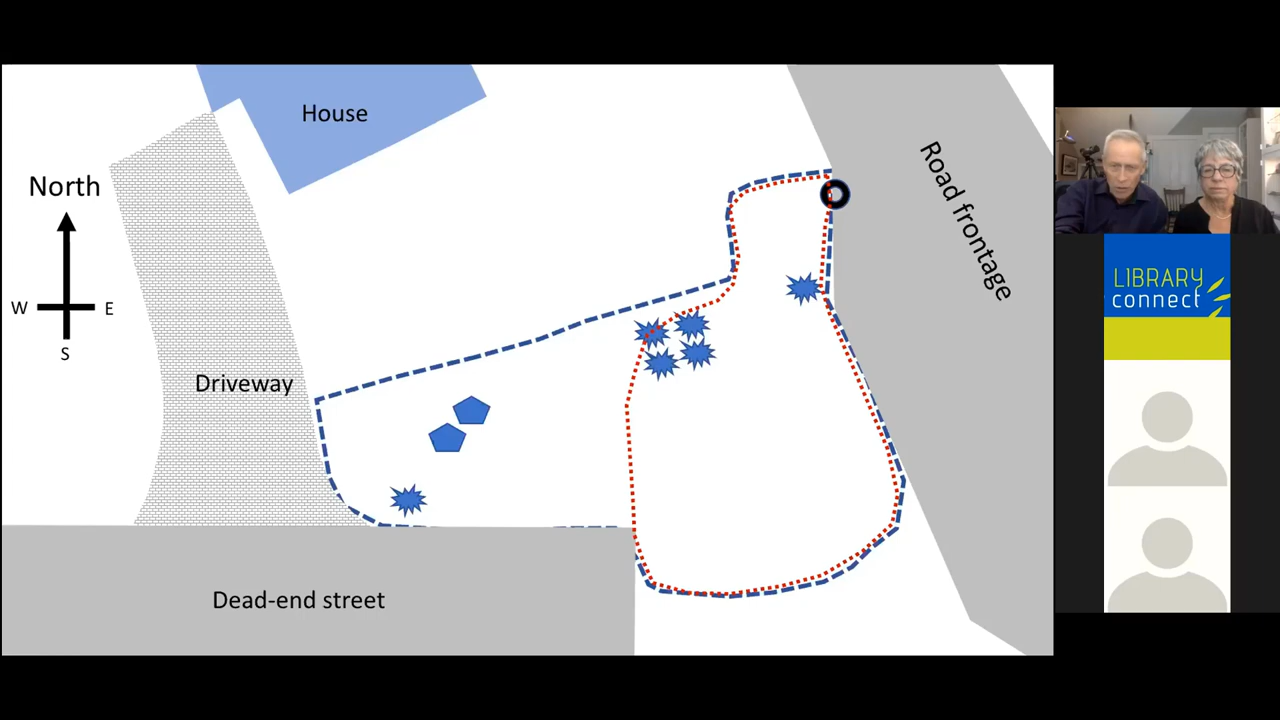 House
Road frontage
North
W
E
S
Driveway
Dead-end street
LIBRARY
connect